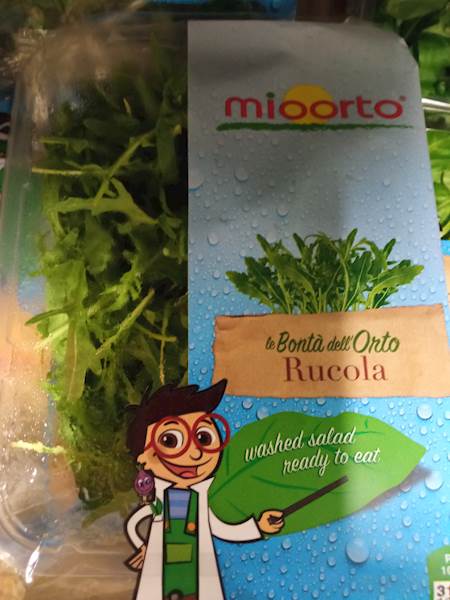 mioorto®
le Bontà dell'Orto
Rucola
washed salad
ready to eat